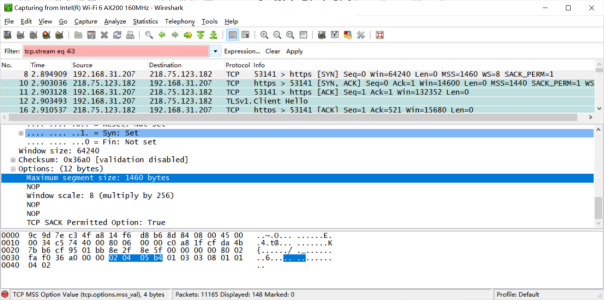 Capturing from Intel(R) Wi-Fi 6 AX200 160MHz - Wireshark
File Edit View Go Capture Analyze Statistics Telephony Tools Help
Filter: tcp.stream eq 4i3 Expression... Clear Apply
No. Time Source Destination Protocol Info
8 2.894909 192.168.31.207 218.75.123.182 TCP 53141 > https [SYN] Seq=0 Win=64240 Len=0 MSS=1460 WS=8 SACK_PERM=1
10 2.903036 218.75.123.182 192.168.31.207 TCP https > 53141 [SYN, ACK] Seq=0 Ack=1 Win=14600 Len=0 MSS=1440 SACK_PERM=1 WS
11 2.903128 192.168.31.207 218.75.123.182 TCP 53141 > https [ACK] Seq=1 Ack=1 Win=132352 Len=0
12 2.903493 192.168.31.207 218.75.123.182 TLSv1. Client Hello
16 2.910537 218.75.123.182 192.168.31.207 TCP https > 53141 [ACK] Seq=1 Ack=521 Win=15680 Len=0
.... .... .0.. = Reset: Not set
.... .... ..1. = Syn: Set
.... .... ...0 = Fin: Not set
Window size: 64240
Checksum: 0x36a0 [validation disabled]
Options: (12 bytes)
Maximum segment size: 1460 bytes
NOP
Window scale: 8 (multiply by 256)
NOP
NOP
TCP SACK Permitted Option: True
0000 9c 9d 7e c3 4f a8 14 f6 d8 b6 8d 84 08 00 45 00 ..~.O... ......E.
0010 00 34 c5 74 40 00 80 06 00 00 c0 a8 1f cf da 4b .4.t@... .......K
0020 7b b6 cf 95 01 bb 8e 2f 8e 5f 00 00 00 00 80 02 {....../ ._......
0030 fa f0 36 a0 00 00 02 04 05 b4 01 03 03 08 01 01 ..6..... ........
0040 04 02 ..
TCP MSS Option Value (tcp.options.mss_val), 4 bytes Packets: 11165 Displayed: 148 Marked: 0 Profile: Default